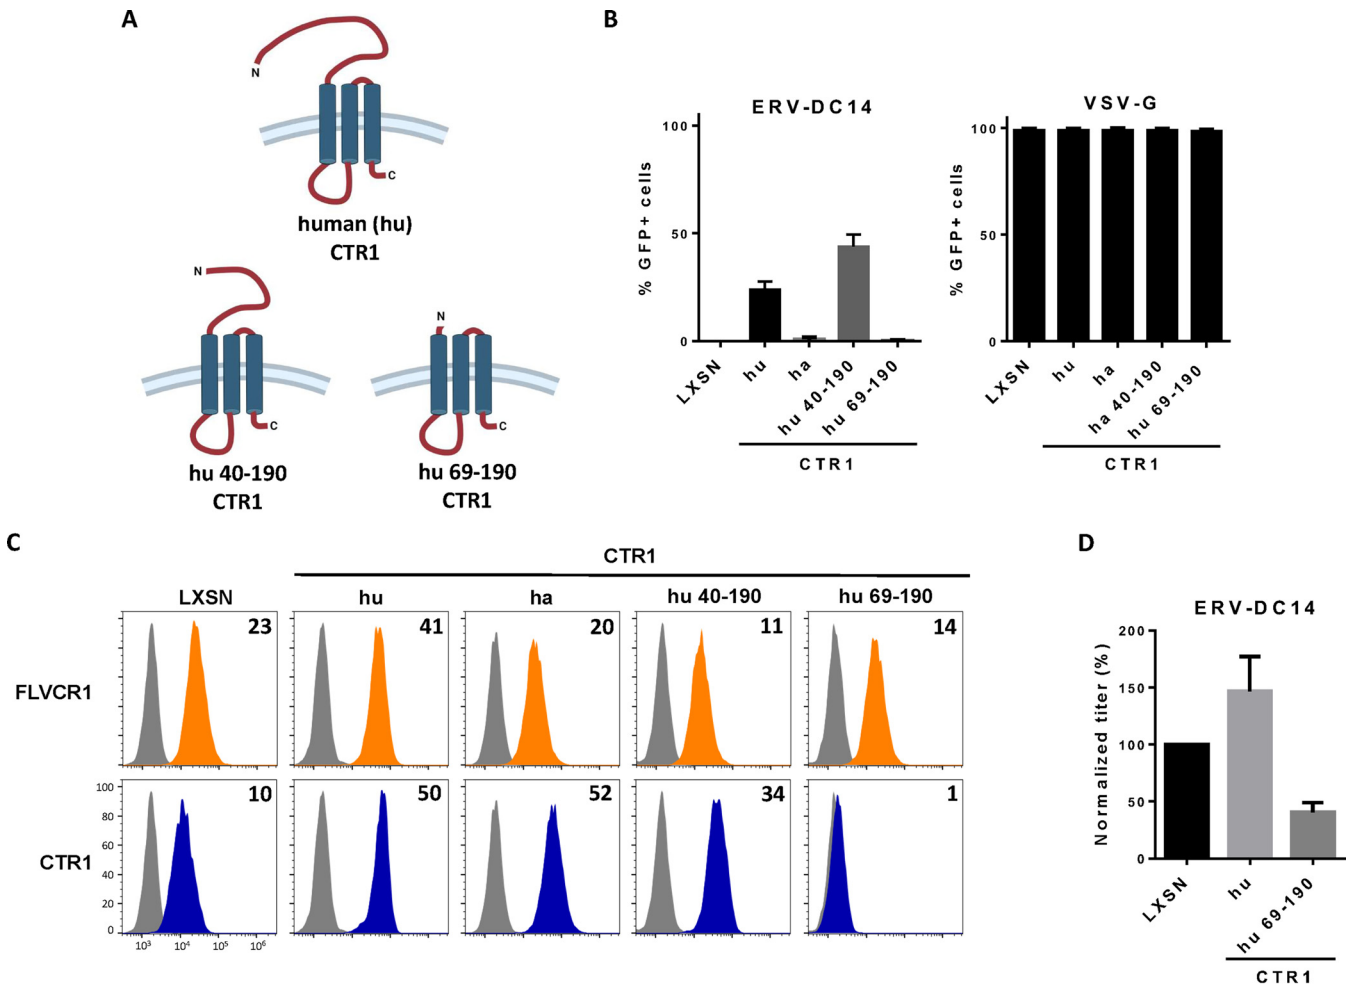 A
N
C
human (hu)
CTR1
N
C
hu 40-190
CTR1
N
C
hu 69-190
CTR1
B
ERV-DC14
% GFP+ cells
100
50
0
LXSN
hu
ha
hu 40-190
hu 69-190
CTR1
VSV-G
% GFP+ cells
100
50
0
LXSN
hu
ha
ha 40-190
hu 69-190
CTR1
C
CTR1
LXSN
hu
ha
hu 40-190
hu 69-190
FLVCR1
23
41
20
11
14
CTR1
100
80
60
40
20
0
10
50
52
34
1
10³ 10⁴ 10⁵ 10⁶
D
ERV-DC14
Normalized titer (%)
200
150
100
50
0
LXSN
hu
hu 69-190
CTR1